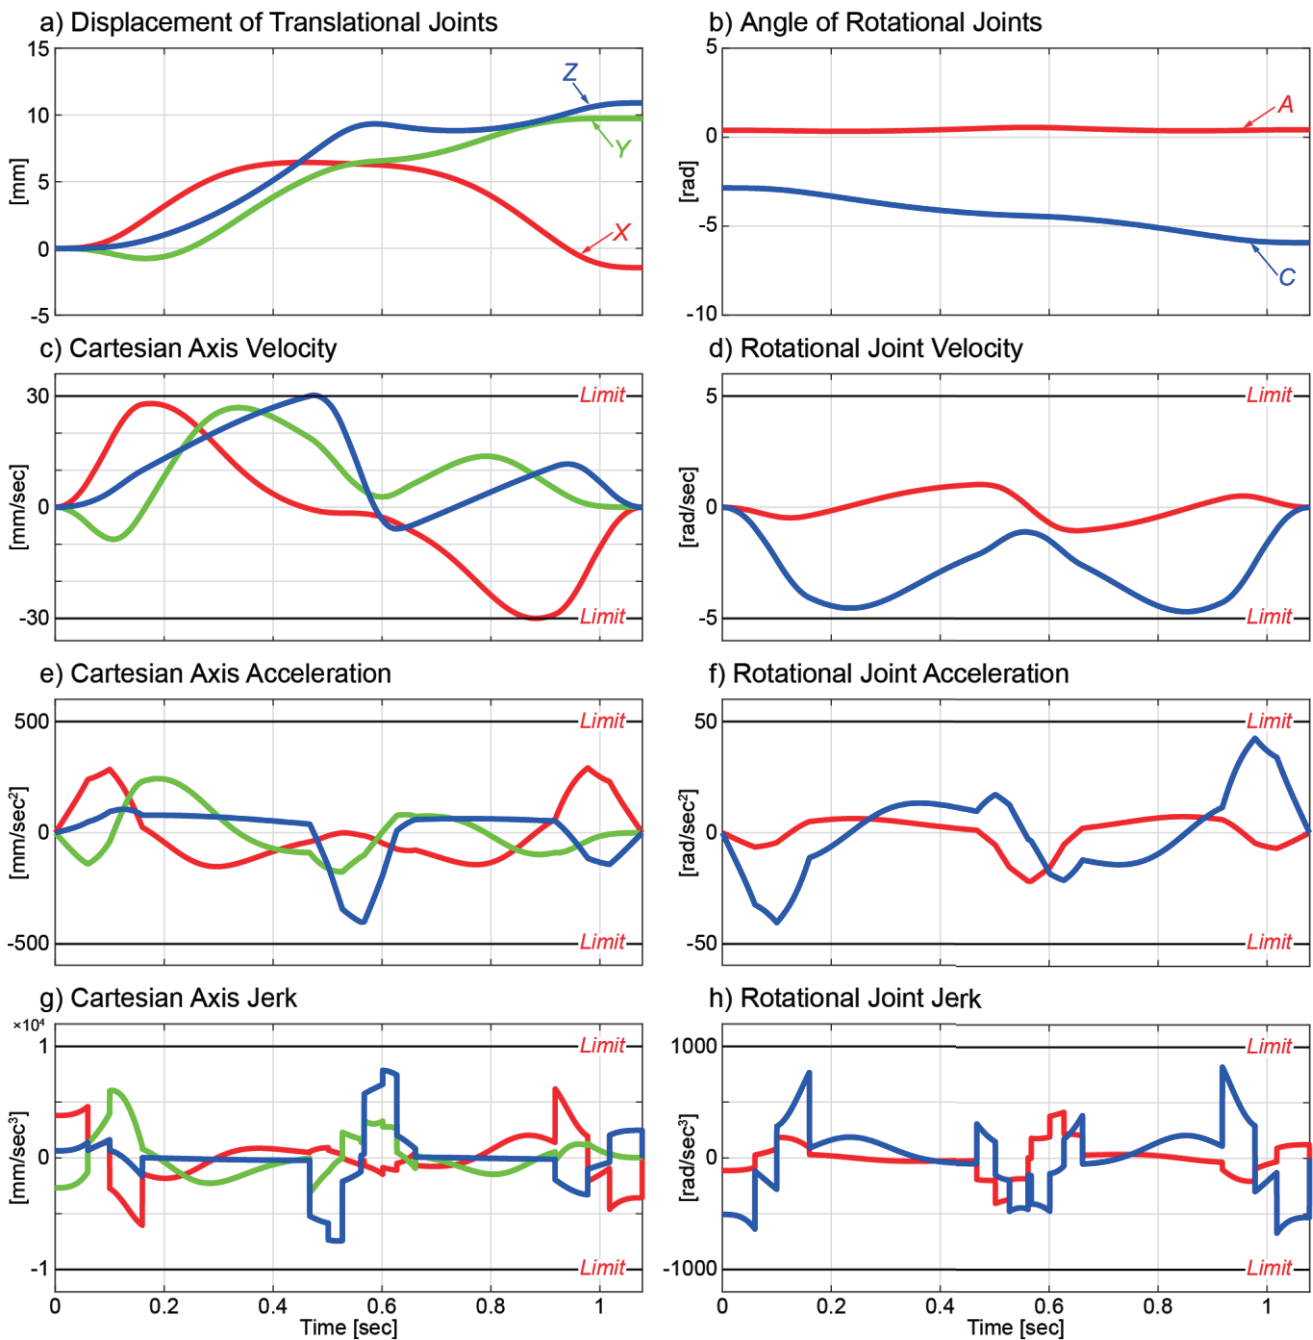 a) Displacement of Translational Joints
15
10
5
0
-5
[mm]
Z
Y
X
b) Angle of Rotational Joints
5
0
-5
-10
[rad]
A
C
c) Cartesian Axis Velocity
30
0
-30
[mm/sec]
Limit
Limit
d) Rotational Joint Velocity
5
0
-5
[rad/sec]
Limit
Limit
e) Cartesian Axis Acceleration
500
0
-500
[mm/sec²]
Limit
Limit
f) Rotational Joint Acceleration
50
0
-50
[rad/sec²]
Limit
Limit
g) Cartesian Axis Jerk
×10⁴
1
0
-1
[mm/sec³]
Limit
Limit
0 0.2 0.4 0.6 0.8 1
Time [sec]
h) Rotational Joint Jerk
1000
0
-1000
[rad/sec³]
Limit
Limit
0 0.2 0.4 0.6 0.8 1
Time [sec]